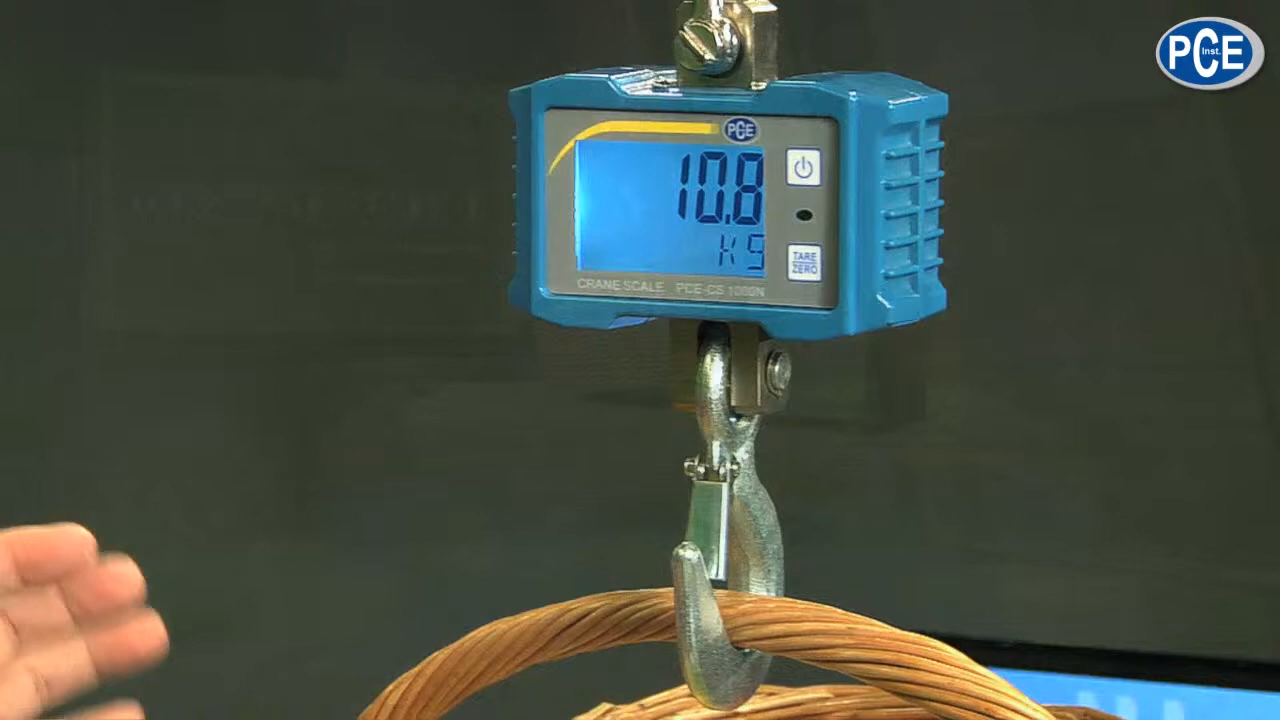 PCE Inst.
PCE
10.8
kg
TARE
ZERO
CRANE SCALE PCE-CS 1000N